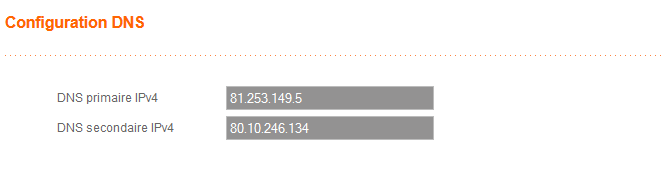 Configuration DNS
DNS primaire IPv4 81.253.149.5
DNS secondaire IPv4 80.10.246.134